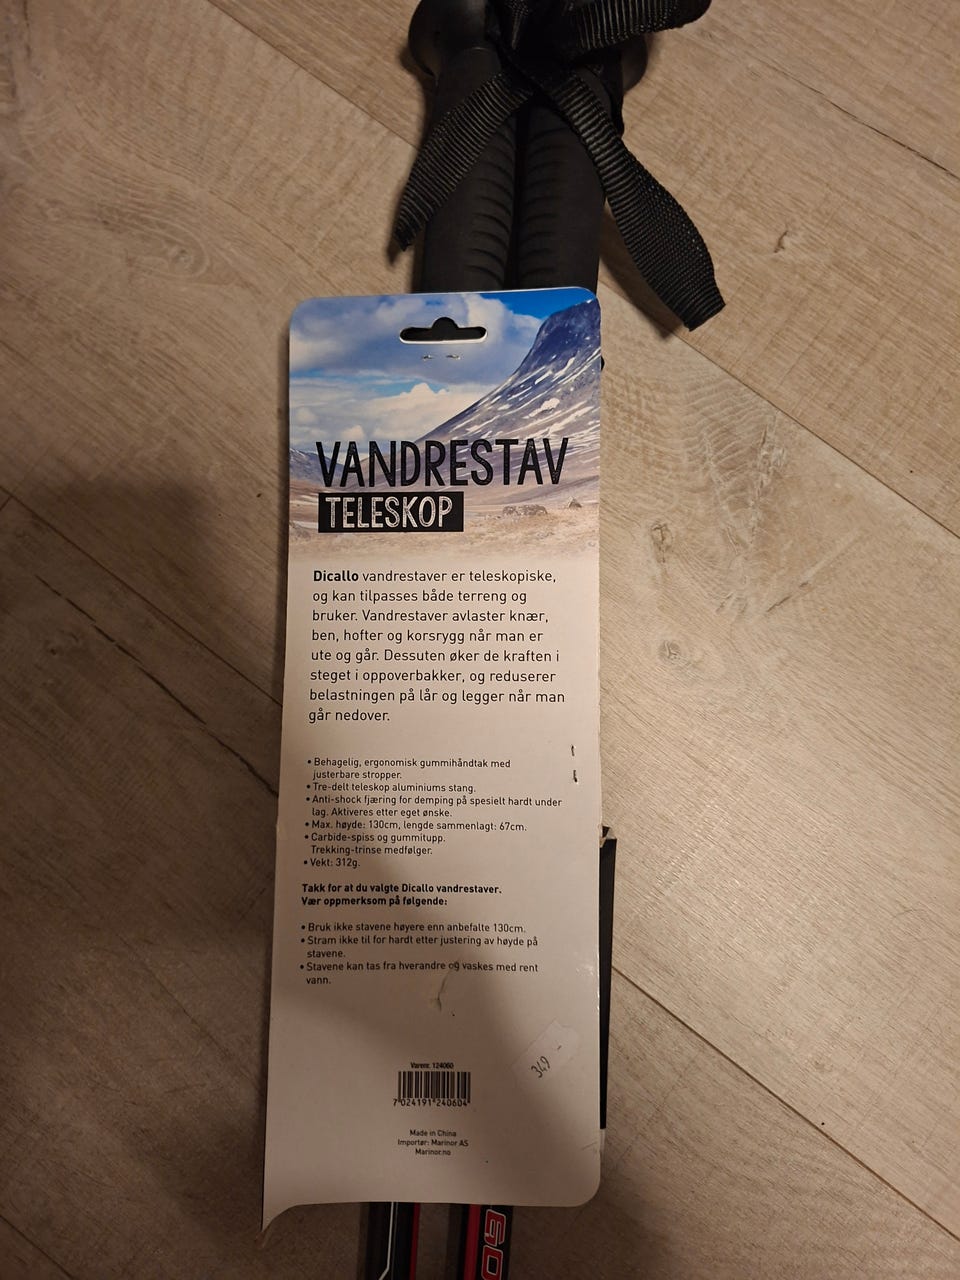 VANDRESTAV
TELESKOP
Dicallo vandrestaver er teleskopiske,
og kan tilpasses både terreng og
bruker. Vandrestaver avlaster knær,
ben, hofter og korsrygg når man er
ute og går. Dessuten øker de kraften i
steget i oppoverbakker, og reduserer
belastningen på lår og legger når man
går nedover.
• Behagelig, ergonomisk gummihåndtak med
justerbare stropper.
• Tre-delt teleskop aluminiums stang.
• Anti-shock fjæring for demping på spesielt hardt under
lag. Aktiveres etter eget ønske.
• Max. høyde: 130cm, lengde sammenlagt: 67cm.
• Carbide-spiss og gummitupp.
Trekking-trinse medfølger.
• Vekt: 312g.
Takk for at du valgte Dicallo vandrestaver.
Vær oppmerksom på følgende:
• Bruk ikke stavene høyere enn anbefalte 130cm.
• Stram ikke til for hardt etter justering av høyde på
stavene.
• Stavene kan tas fra hverandre og vaskes med rent
vann.
349 -
Varenr. 124060
7 024191 240604
Made in China
Importør: Marinor AS
Marinor.no